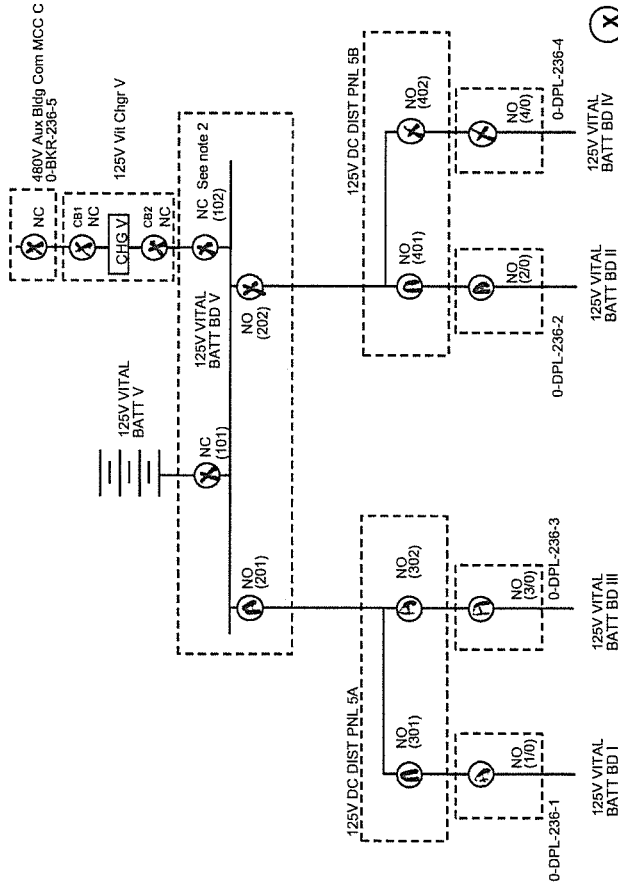 480V Aux Bldg Com MCC C
0-BKR-236-5
NC
125V Vlt Chgr V
CB1
NC
CHG V
CB2
NC
125V VITAL
BATT V
NC See note 2
(102)
125V VITAL
BATT BD V
NC
(101)
NO
(202)
NO
(201)
125V DC DIST PNL 5A
NO
(301)
NO
(302)
125V DC DIST PNL 5B
NO
(401)
NO
(402)
NO
(1/0)
0-DPL-236-1
NO
(3/0)
0-DPL-236-3
NO
(2/0)
0-DPL-236-2
NO
(4/0)
0-DPL-236-4
125V VITAL
BATT BD I
125V VITAL
BATT BD III
125V VITAL
BATT BD II
125V VITAL
BATT BD IV
X